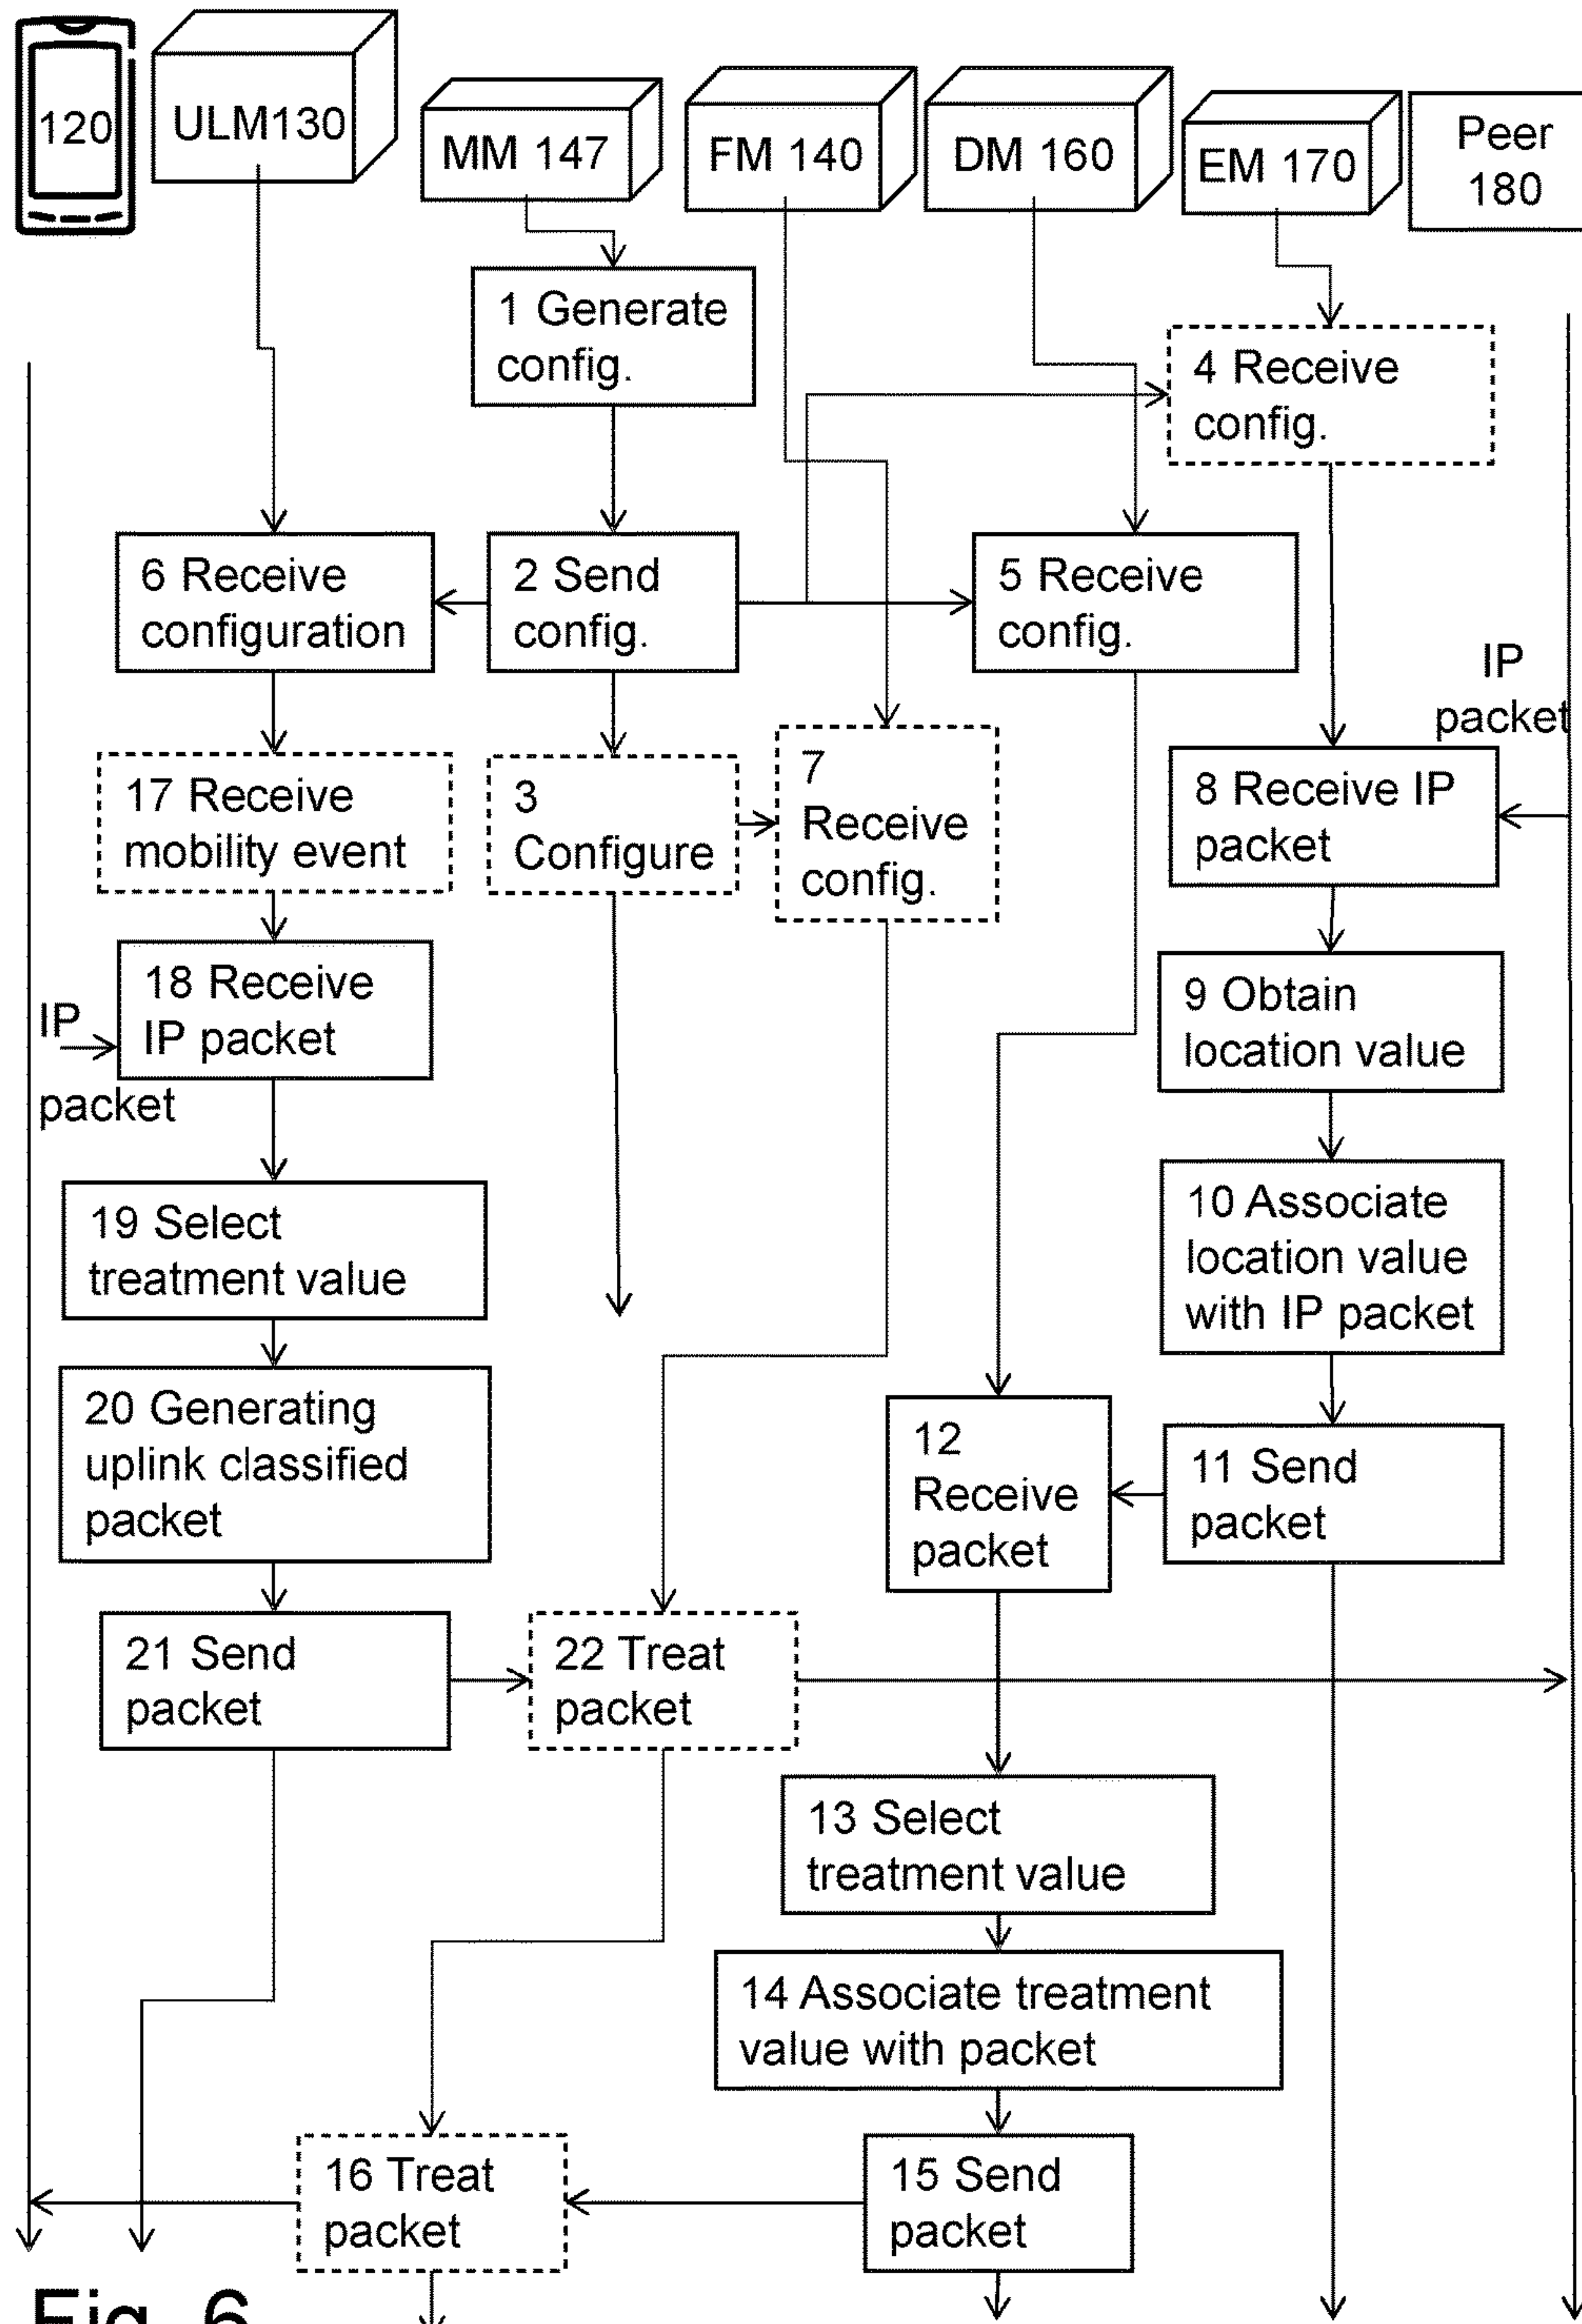 120
ULM130
MM 147
FM 140
DM 160
EM 170
Peer
180
1 Generate
config.
4 Receive
config.
6 Receive
configuration
2 Send
config.
5 Receive
config.
IP
packet
17 Receive
mobility event
3
Configure
7
Receive
config.
8 Receive IP
packet
18 Receive
IP packet
IP
packet
9 Obtain
location value
19 Select
treatment value
10 Associate
location value
with IP packet
20 Generating
uplink classified
packet
12
Receive
packet
11 Send
packet
21 Send
packet
22 Treat
packet
13 Select
treatment value
14 Associate treatment
value with packet
16 Treat
packet
15 Send
packet
Fig. 6